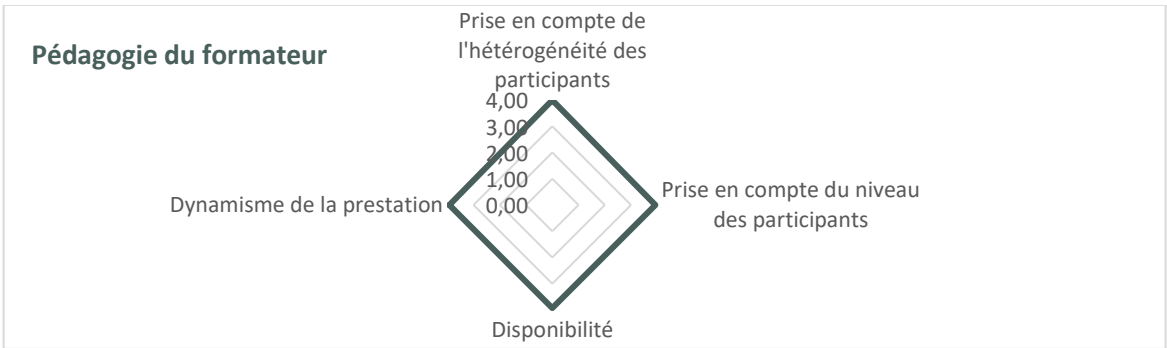 Pédagogie du formateur
Prise en compte de
l'hétérogénéité des
participants
4,00
3,00
2,00
1,00
0,00
Dynamisme de la prestation
Prise en compte du niveau
des participants
Disponibilité